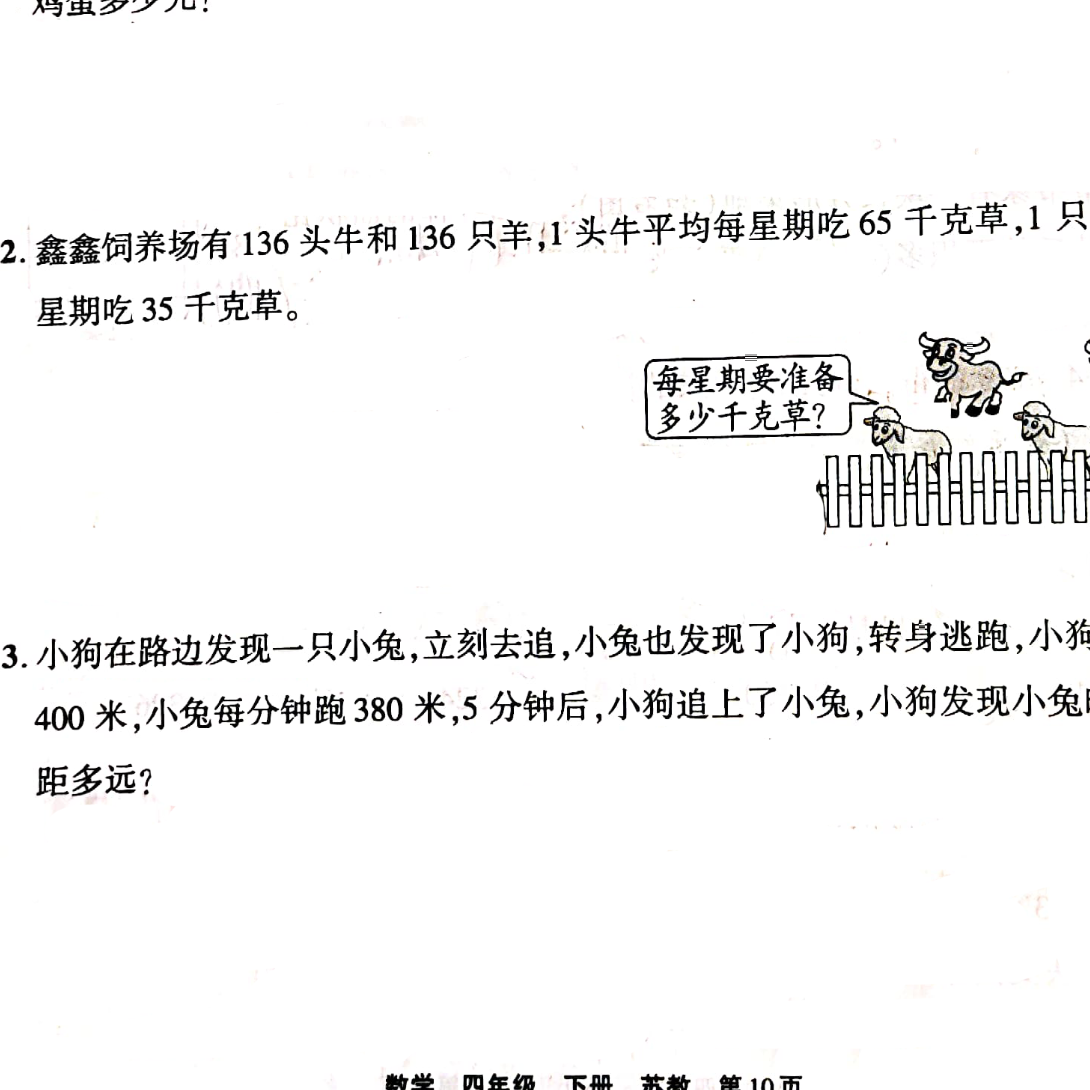 鸡蛋多少元?
2. 鑫鑫饲养场有 136 头牛和 136 只羊,1 头牛平均每星期吃 65 千克草,1 只
星期吃 35 千克草。
每星期要准备
多少千克草?
3. 小狗在路边发现一只小兔,立刻去追,小兔也发现了小狗,转身逃跑,小狗
400 米,小兔每分钟跑 380 米,5 分钟后,小狗追上了小兔,小狗发现小兔
距多远?
数学 四年级 下册 苏教 第 10 页